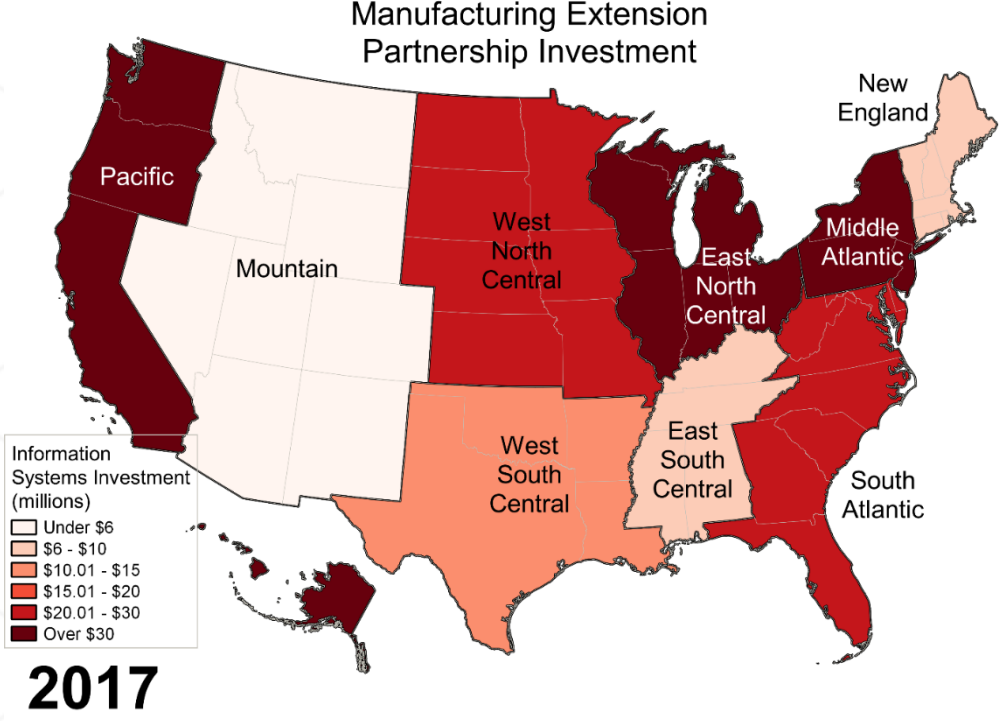 Manufacturing Extension
Partnership Investment
New
England
Pacific
Middle
Atlantic
West
North
Central
East
North
Central
Mountain
West
South
Central
East
South
Central
South
Atlantic
Information
Systems Investment
(millions)
Under $6
$6 - $10
$10.01 - $15
$15.01 - $20
$20.01 - $30
Over $30
2017